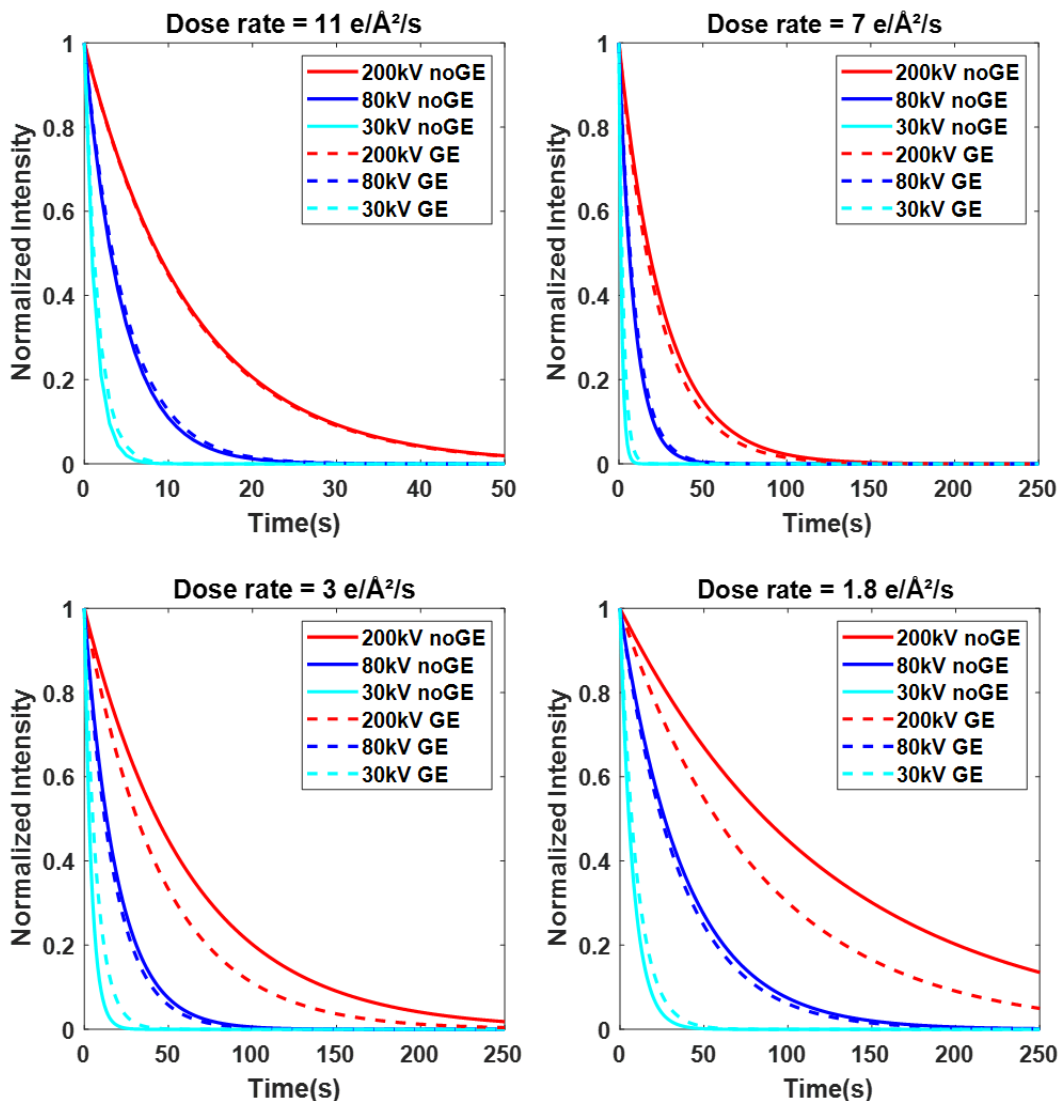 Dose rate = 11 e/Å²/s
Normalized Intensity
1
0.8
0.6
0.4
0.2
0
200kV noGE
80kV noGE
30kV noGE
200kV GE
80kV GE
30kV GE
0 10 20 30 40 50
Time(s)
Dose rate = 7 e/Å²/s
Normalized Intensity
1
0.8
0.6
0.4
0.2
0
200kV noGE
80kV noGE
30kV noGE
200kV GE
80kV GE
30kV GE
0 50 100 150 200 250
Time(s)
Dose rate = 3 e/Å²/s
Normalized Intensity
1
0.8
0.6
0.4
0.2
0
200kV noGE
80kV noGE
30kV noGE
200kV GE
80kV GE
30kV GE
0 50 100 150 200 250
Time(s)
Dose rate = 1.8 e/Å²/s
Normalized Intensity
1
0.8
0.6
0.4
0.2
0
200kV noGE
80kV noGE
30kV noGE
200kV GE
80kV GE
30kV GE
0 50 100 150 200 250
Time(s)